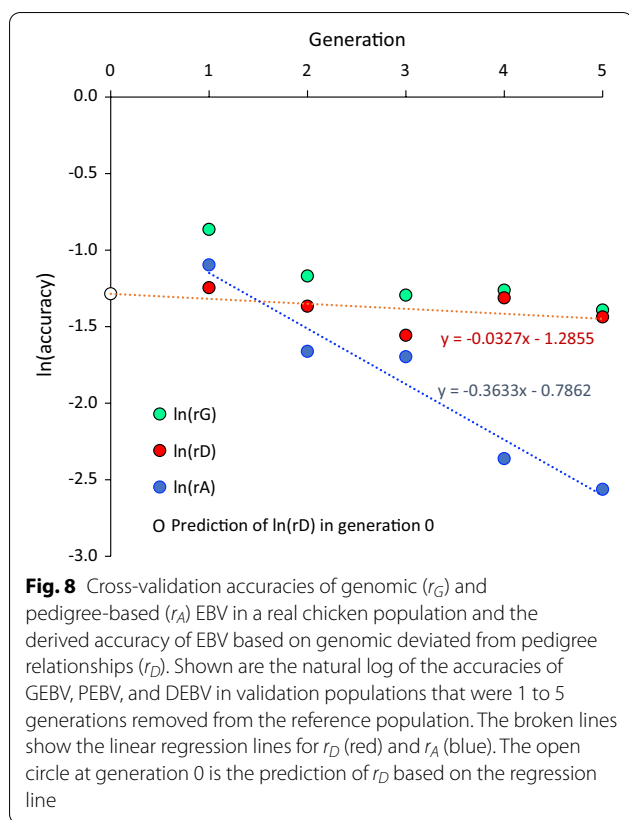 Generation
0 1 2 3 4 5
0.0
-0.5
-1.0
-1.5
-2.0
-2.5
-3.0
ln(accuracy)
y = -0.0327x - 1.2855
y = -0.3633x - 0.7862
ln(rG)
ln(rD)
ln(rA)
Prediction of ln(rD) in generation 0
Fig. 8 Cross-validation accuracies of genomic (rG) and
pedigree-based (rA) EBV in a real chicken population and the
derived accuracy of EBV based on genomic deviated from pedigree
relationships (rD). Shown are the natural log of the accuracies of
GEBV, PEBV, and DEBV in validation populations that were 1 to 5
generations removed from the reference population. The broken lines
show the linear regression lines for rD (red) and rA (blue). The open
circle at generation 0 is the prediction of rD based on the regression
line